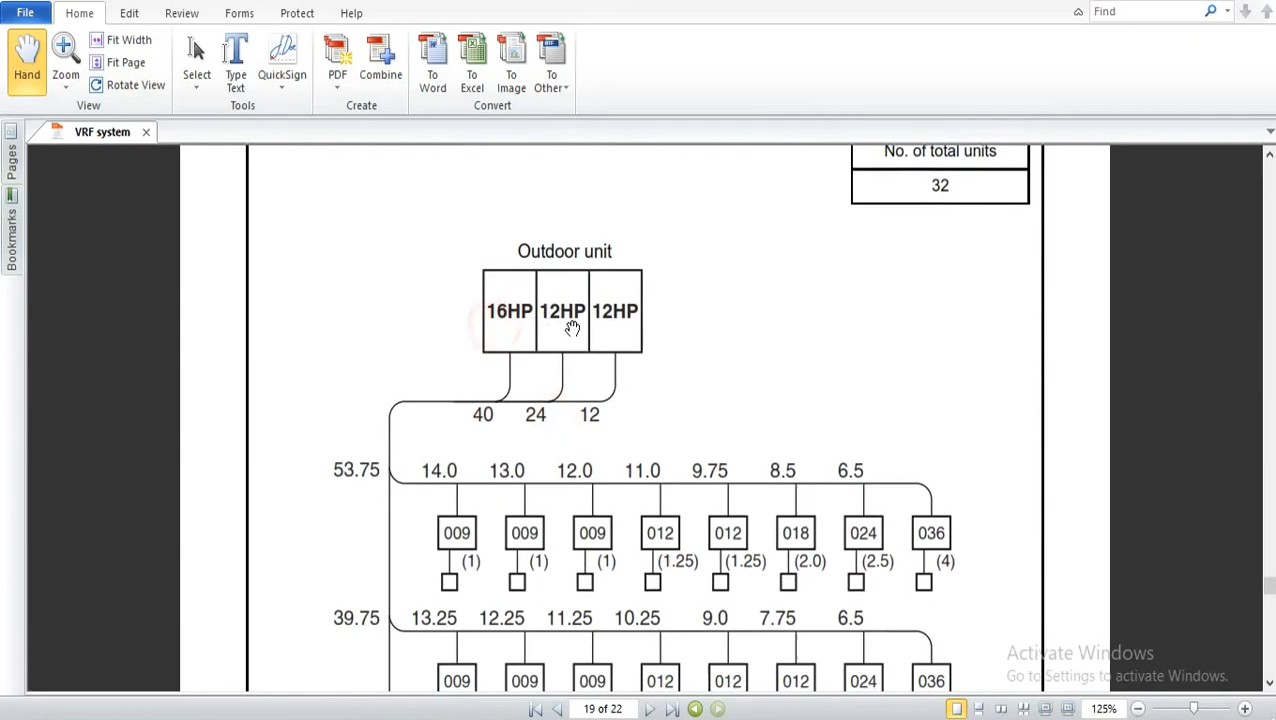 File Home Edit Review Forms Protect Help Find
Hand Zoom Fit Width Fit Page Rotate View
Select Type Text QuickSign
PDF Combine
To Word To Excel To Image To Other
View Tools Create Convert
VRF system
Pages
Bookmarks
No. of total units
32
Outdoor unit
16HP 12HP 12HP
40 24 12
53.75 14.0 13.0 12.0 11.0 9.75 8.5 6.5
009 009 009 012 012 018 024 036
(1) (1) (1) (1.25) (1.25) (2.0) (2.5) (4)
39.75 13.25 12.25 11.25 10.25 9.0 7.75 6.5
009 009 009 012 012 012 024 036
Activate Windows
Go to Settings to activate Windows.
19 of 22 125%